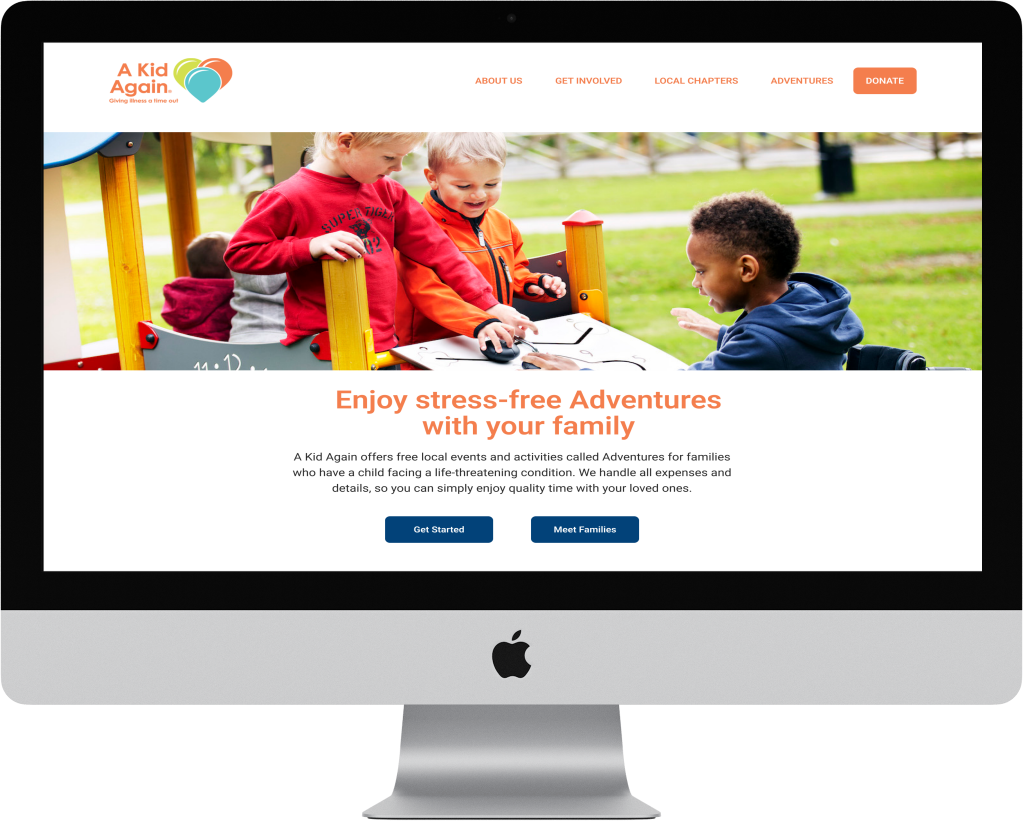 A Kid
Again
Giving illness a time out
ABOUT US
GET INVOLVED
LOCAL CHAPTERS
ADVENTURES
DONATE
SUPER TIGER
Enjoy stress-free Adventures
with your family
A Kid Again offers free local events and activities called Adventures for families
who have a child facing a life-threatening condition. We handle all expenses and
details, so you can simply enjoy quality time with your loved ones.
Get Started
Meet Families